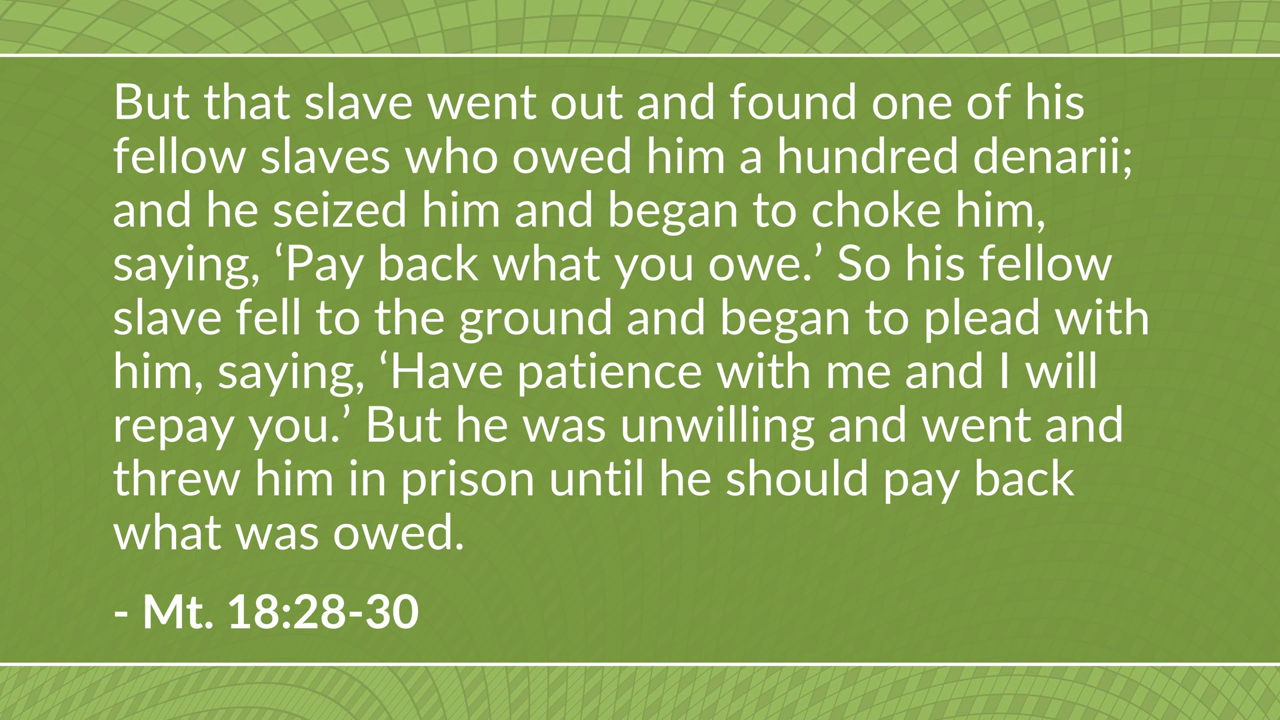 But that slave went out and found one of his
fellow slaves who owed him a hundred denarii;
and he seized him and began to choke him,
saying, ‘Pay back what you owe.’ So his fellow
slave fell to the ground and began to plead with
him, saying, ‘Have patience with me and I will
repay you.’ But he was unwilling and went and
threw him in prison until he should pay back
what was owed.
- Mt. 18:28-30